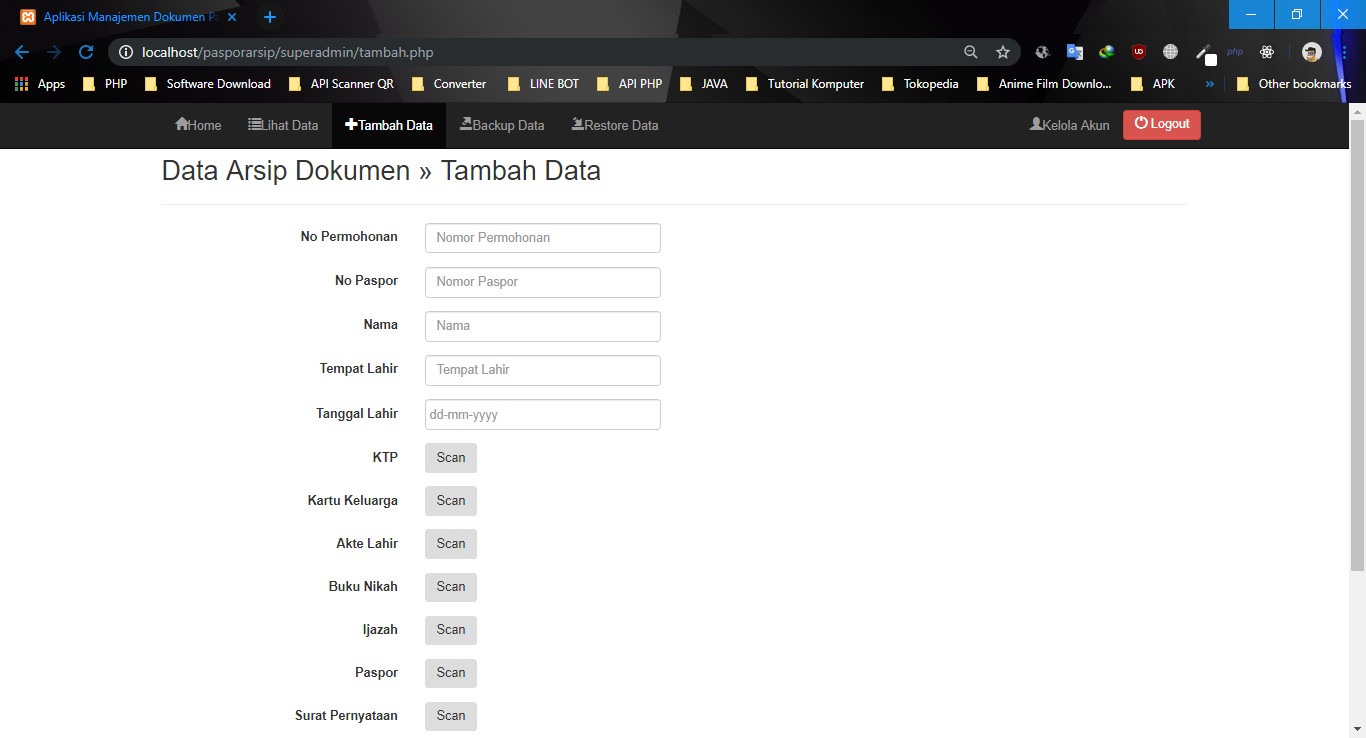 Aplikasi Manajemen Dokumen Pa
localhost/pasporarsip/superadmin/tambah.php
php
Apps PHP Software Download API Scanner QR Converter LINE BOT API PHP JAVA Tutorial Komputer Tokopedia Anime Film Downlo... APK » Other bookmarks
Home Lihat Data Tambah Data Backup Data Restore Data Kelola Akun Logout
Data Arsip Dokumen » Tambah Data
No Permohonan Nomor Permohonan
No Paspor Nomor Paspor
Nama Nama
Tempat Lahir Tempat Lahir
Tanggal Lahir dd-mm-yyyy
KTP Scan
Kartu Keluarga Scan
Akte Lahir Scan
Buku Nikah Scan
Ijazah Scan
Paspor Scan
Surat Pernyataan Scan